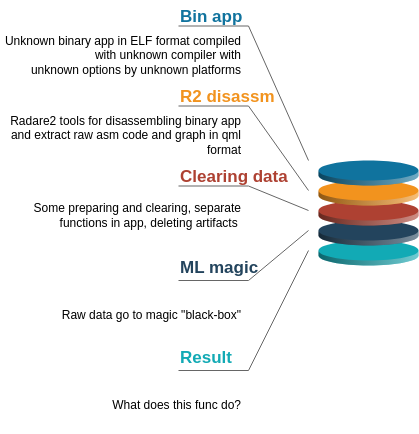 Bin app
Unknown binary app in ELF format compiled
with unknown compiler with
unknown options by unknown platforms
R2 disassm
Radare2 tools for disassembling binary app
and extract raw asm code and graph in qml
format
Clearing data
Some preparing and clearing, separate
functions in app, deleting artifacts
ML magic
Raw data go to magic "black-box"
Result
What does this func do?